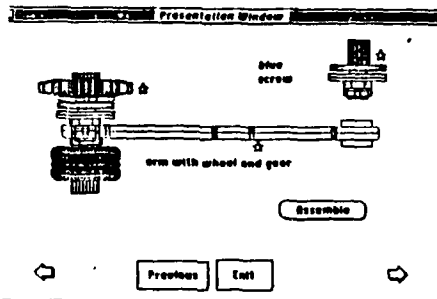 Presentation Window
blue
screw
arm with wheel and gear
Assemble
Previous
Exit